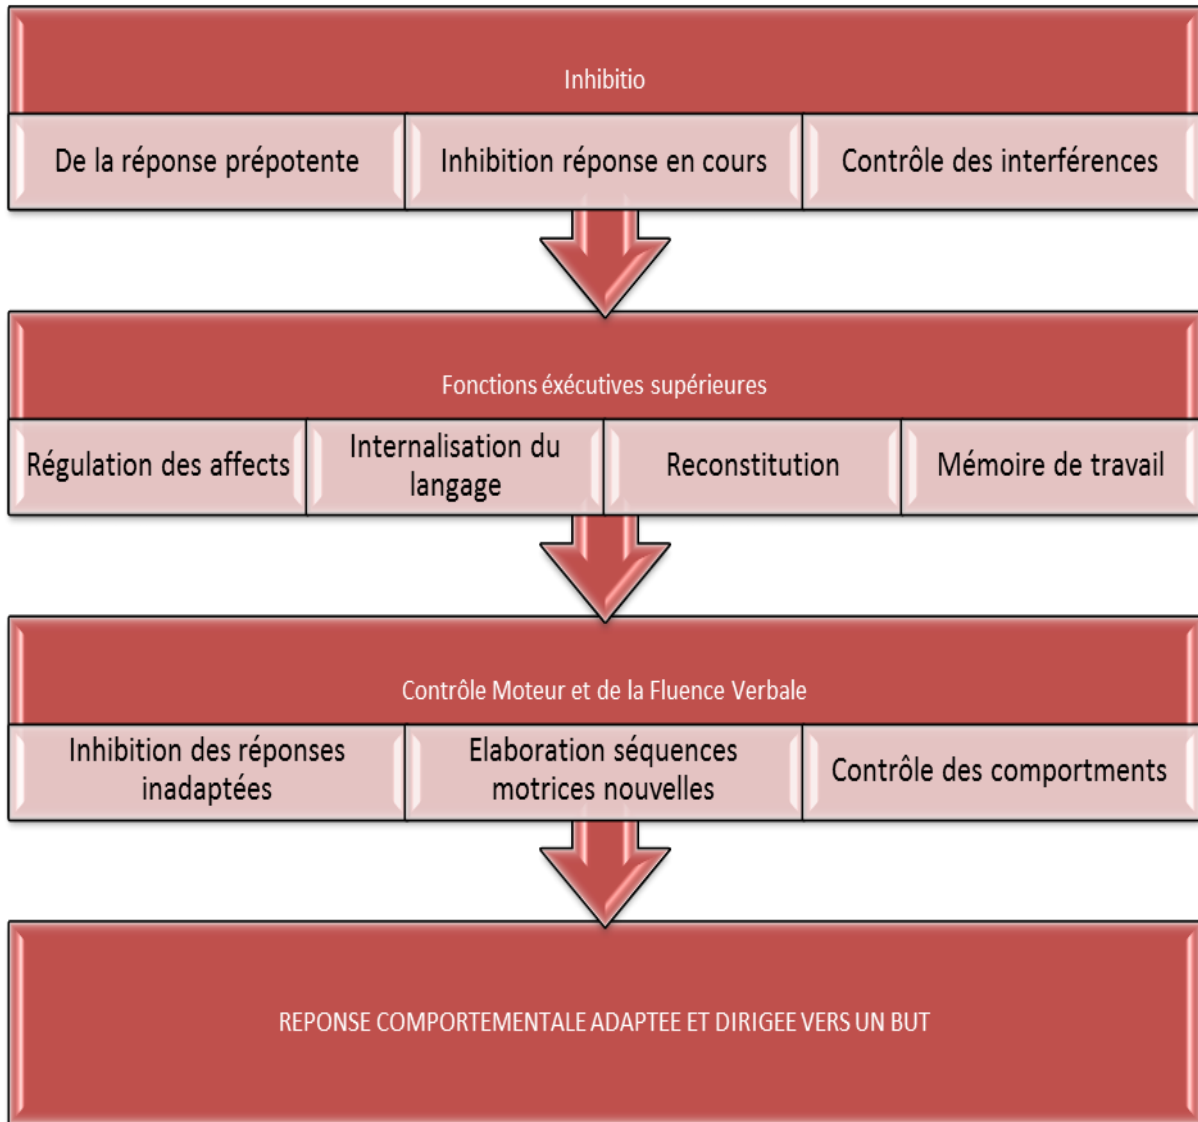 Inhibitio
De la réponse prépotente
Inhibition réponse en cours
Contrôle des interférences
Fonctions éxécutives supérieures
Régulation des affects
Internalisation du
langage
Reconstitution
Mémoire de travail
Contrôle Moteur et de la Fluence Verbale
Inhibition des réponses
inadaptées
Elaboration séquences
motrices nouvelles
Contrôle des comportments
REPONSE COMPORTEMENTALE ADAPTEE ET DIRIGEE VERS UN BUT